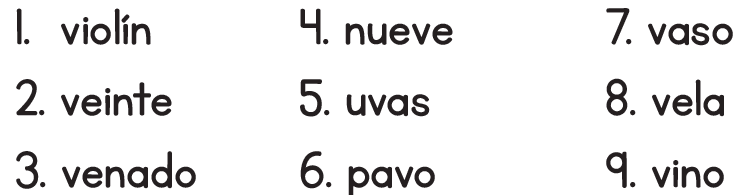 1. violín
2. veinte
3. venado
4. nueve
5. uvas
6. pavo
7. vaso
8. vela
9. vino